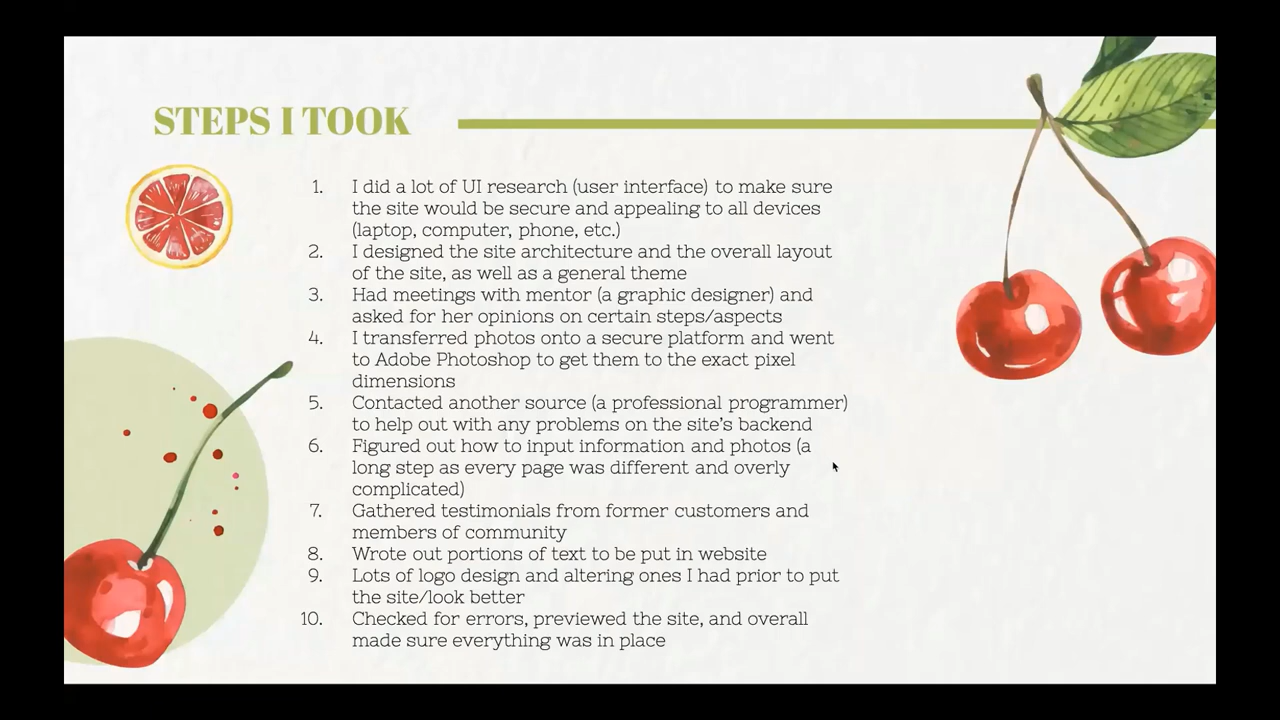 STEPS I TOOK
1. I did a lot of UI research (user interface) to make sure
the site would be secure and appealing to all devices
(laptop, computer, phone, etc.)
2. I designed the site architecture and the overall layout
of the site, as well as a general theme
3. Had meetings with mentor (a graphic designer) and
asked for her opinions on certain steps/aspects
4. I transferred photos onto a secure platform and went
to Adobe Photoshop to get them to the exact pixel
dimensions
5. Contacted another source (a professional programmer)
to help out with any problems on the site's backend
6. Figured out how to input information and photos (a
long step as every page was different and overly
complicated)
7. Gathered testimonials from former customers and
members of community
8. Wrote out portions of text to be put in website
9. Lots of logo design and altering ones I had prior to put
the site/look better
10. Checked for errors, previewed the site, and overall
made sure everything was in place